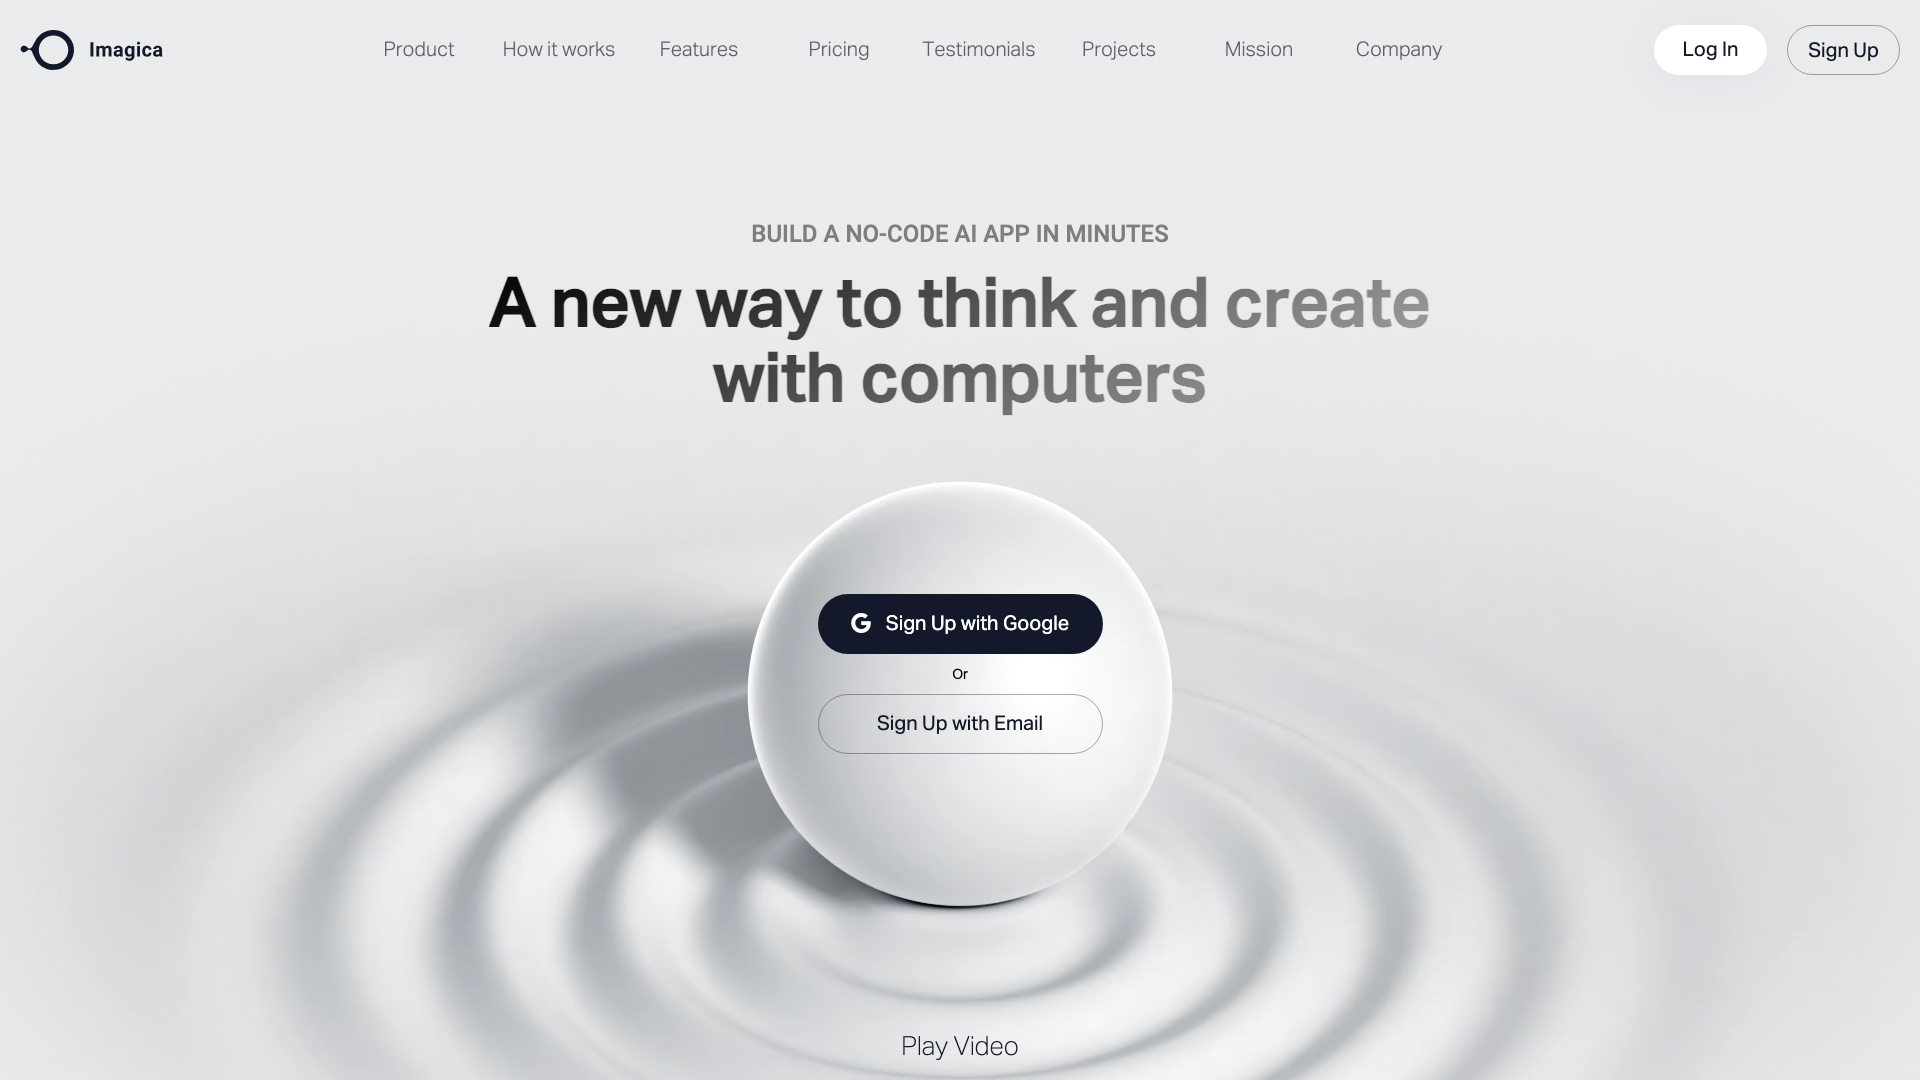 Imagica
Product
How it works
Features
Pricing
Testimonials
Projects
Mission
Company
Log In
Sign Up
BUILD A NO-CODE AI APP IN MINUTES
A new way to think and create
with computers
Sign Up with Google
Or
Sign Up with Email
Play Video